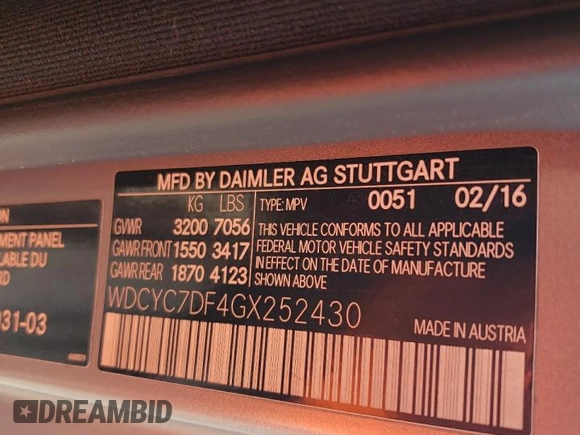 MFD BY DAIMLER AG STUTTGART
KG LBS
GVWR 3200 7056
GAWR FRONT 1550 3417
GAWR REAR 1870 4123
TYPE: MPV 0051 02/16
THIS VEHICLE CONFORMS TO ALL APPLICABLE
FEDERAL MOTOR VEHICLE SAFETY STANDARDS
IN EFFECT ON THE DATE OF MANUFACTURE
SHOWN ABOVE
WDCYC7DF4GX252430
MADE IN AUSTRIA
ON
MENT PANEL
ILABLE DU
RD
031-03
DREAMBID